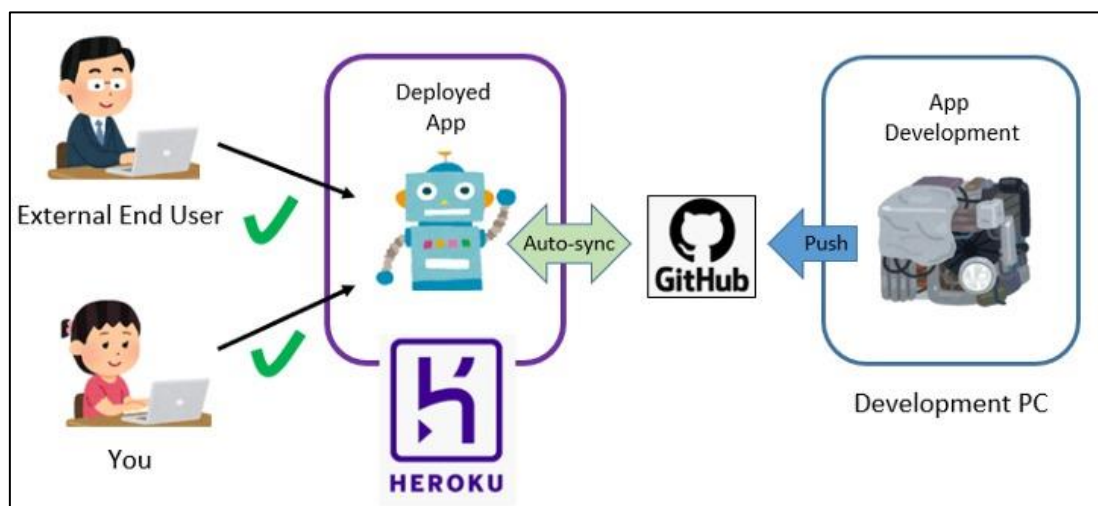 Deployed
App
App
Development
External End User
Auto-sync
GitHub
Push
You
HEROKU
Development PC